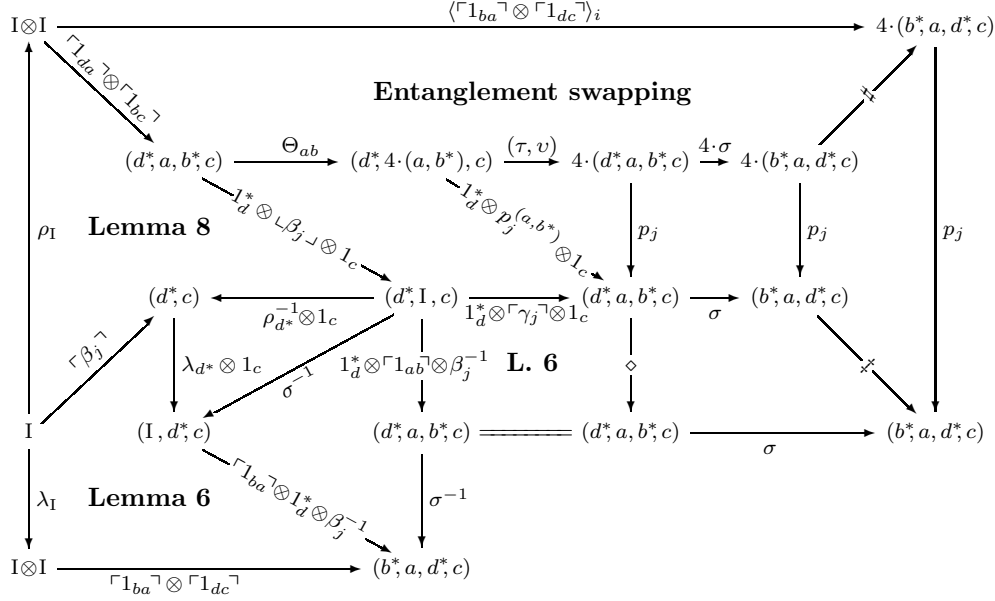 ⟨⌜1_{ba}⌝ ⊗ ⌜1_{dc}⌝⟩_i
I⊗I 4·(b*, a, d*, c)
⌜1_{da}⌝ ⊗ ⌜1_{bc}⌝
Entanglement swapping
♮♮
Θ_{ab} (τ, υ) 4·σ
(d*, a, b*, c) (d*, 4·(a, b*), c) 4·(d*, a, b*, c) 4·(b*, a, d*, c)
ρ_I Lemma 8 1*_d ⊗ ⌞β_j⌟ ⊗ 1_c 1*_d ⊗ p_j^{(a,b*)} ⊗ 1_c p_j p_j p_j
(d*, c) (d*, I, c) (d*, a, b*, c) (b*, a, d*, c)
ρ_{d*}^{-1} ⊗ 1_c 1*_d ⊗ ⌜γ_j⌝ ⊗ 1_c σ
⌜β_j⌝ λ_{d*} ⊗ 1_c σ^{-1} 1*_d ⊗ ⌜1_{ab}⌝ ⊗ β_j^{-1} L. 6 ⋄ ‡
I (I, d*, c) (d*, a, b*, c) (d*, a, b*, c) (b*, a, d*, c)
σ
λ_I Lemma 6 ⌜1_{ba}⌝ ⊗ 1*_d ⊗ β_j^{-1} σ^{-1}
I⊗I (b*, a, d*, c)
⌜1_{ba}⌝ ⊗ ⌜1_{dc}⌝